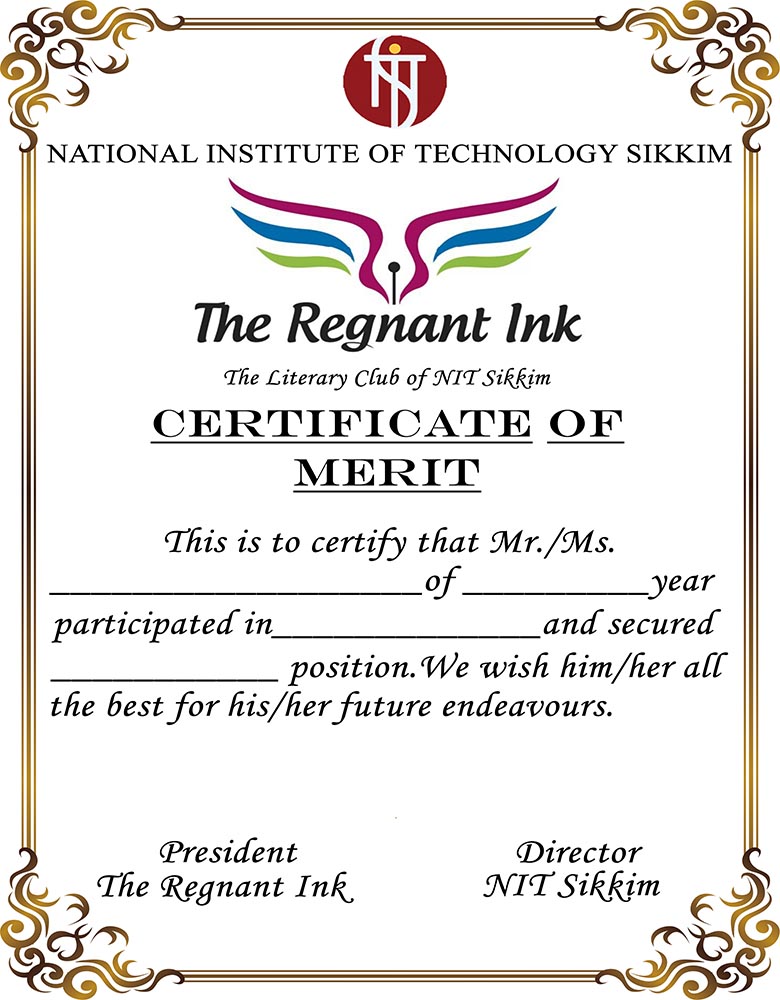 NATIONAL INSTITUTE OF TECHNOLOGY SIKKIM
The Regnant Ink
The Literary Club of NIT Sikkim
CERTIFICATE OF
MERIT
This is to certify that Mr./Ms.
____________________of __________year
participated in______________and secured
____________ position.We wish him/her all
the best for his/her future endeavours.
President
The Regnant Ink
Director
NIT Sikkim